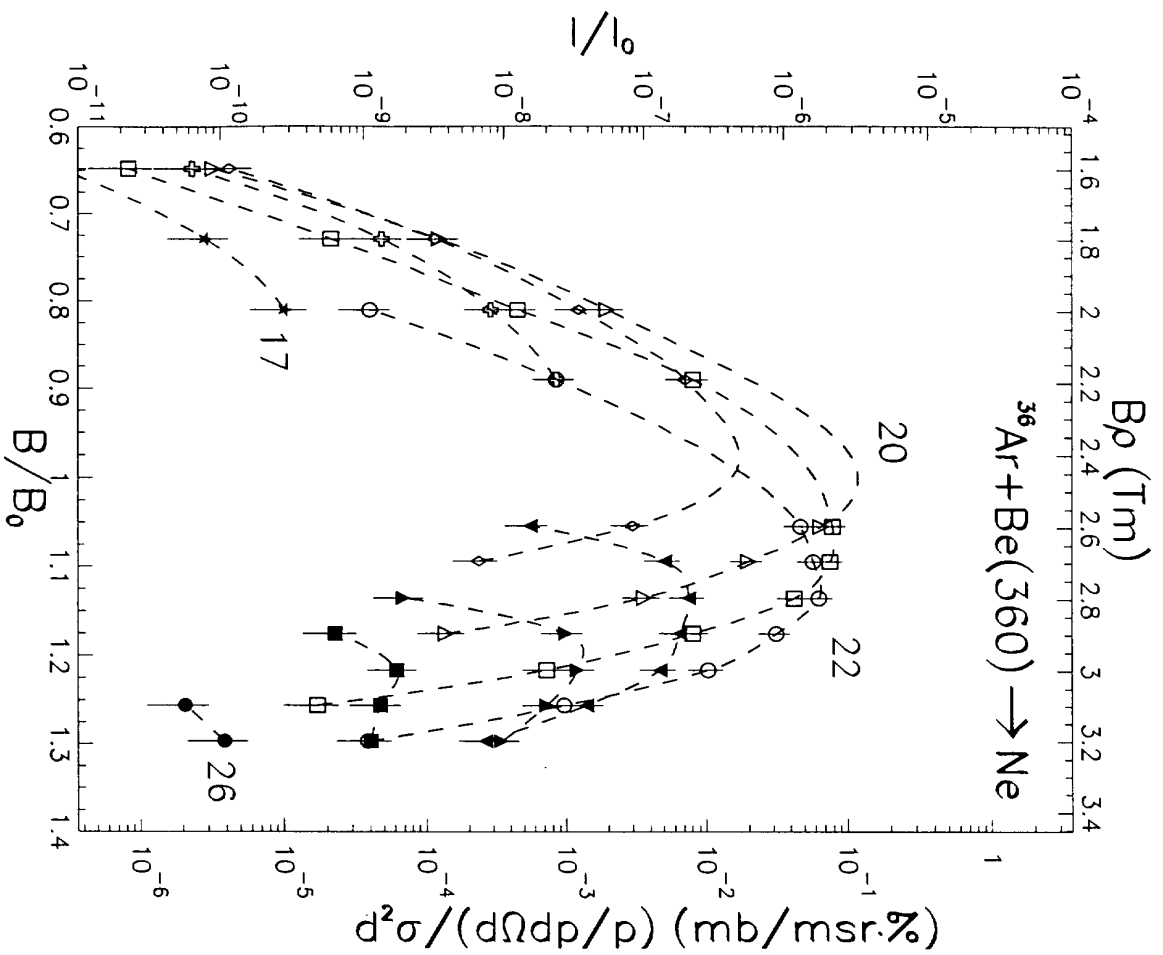 Bρ (Tm)
1.6 1.8 2 2.2 2.4 2.6 2.8 3 3.2 3.4
³⁶Ar+Be(360) → Ne
I/I₀
10⁻⁴
10⁻⁵
10⁻⁶
10⁻⁷
10⁻⁸
10⁻⁹
10⁻¹⁰
10⁻¹¹
20
22
17
26
1
10⁻¹
10⁻²
10⁻³
10⁻⁴
10⁻⁵
10⁻⁶
d²σ/(dΩdp/p) (mb/msr.%)
0.6 0.7 0.8 0.9 1 1.1 1.2 1.3 1.4
B/B₀